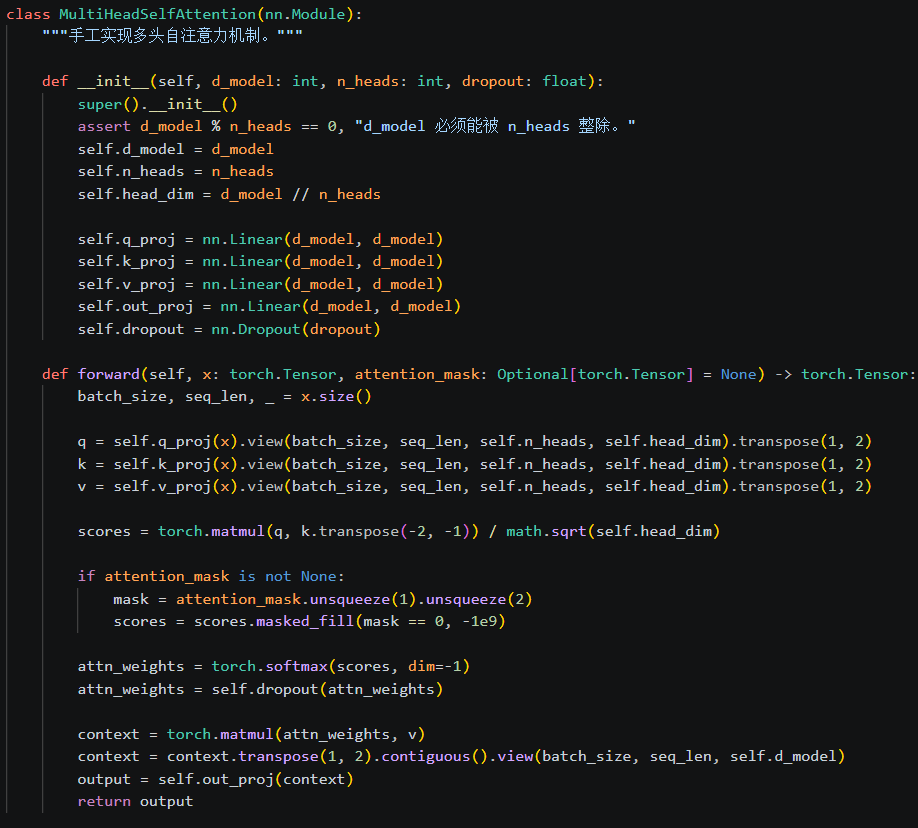 class MultiHeadSelfAttention(nn.Module):
    """手工实现多头自注意力机制。"""

    def __init__(self, d_model: int, n_heads: int, dropout: float):
        super().__init__()
        assert d_model % n_heads == 0, "d_model 必须能被 n_heads 整除。"
        self.d_model = d_model
        self.n_heads = n_heads
        self.head_dim = d_model // n_heads

        self.q_proj = nn.Linear(d_model, d_model)
        self.k_proj = nn.Linear(d_model, d_model)
        self.v_proj = nn.Linear(d_model, d_model)
        self.out_proj = nn.Linear(d_model, d_model)
        self.dropout = nn.Dropout(dropout)

    def forward(self, x: torch.Tensor, attention_mask: Optional[torch.Tensor] = None) -> torch.Tensor:
        batch_size, seq_len, _ = x.size()

        q = self.q_proj(x).view(batch_size, seq_len, self.n_heads, self.head_dim).transpose(1, 2)
        k = self.k_proj(x).view(batch_size, seq_len, self.n_heads, self.head_dim).transpose(1, 2)
        v = self.v_proj(x).view(batch_size, seq_len, self.n_heads, self.head_dim).transpose(1, 2)

        scores = torch.matmul(q, k.transpose(-2, -1)) / math.sqrt(self.head_dim)

        if attention_mask is not None:
            mask = attention_mask.unsqueeze(1).unsqueeze(2)
            scores = scores.masked_fill(mask == 0, -1e9)

        attn_weights = torch.softmax(scores, dim=-1)
        attn_weights = self.dropout(attn_weights)

        context = torch.matmul(attn_weights, v)
        context = context.transpose(1, 2).contiguous().view(batch_size, seq_len, self.d_model)
        output = self.out_proj(context)
        return output